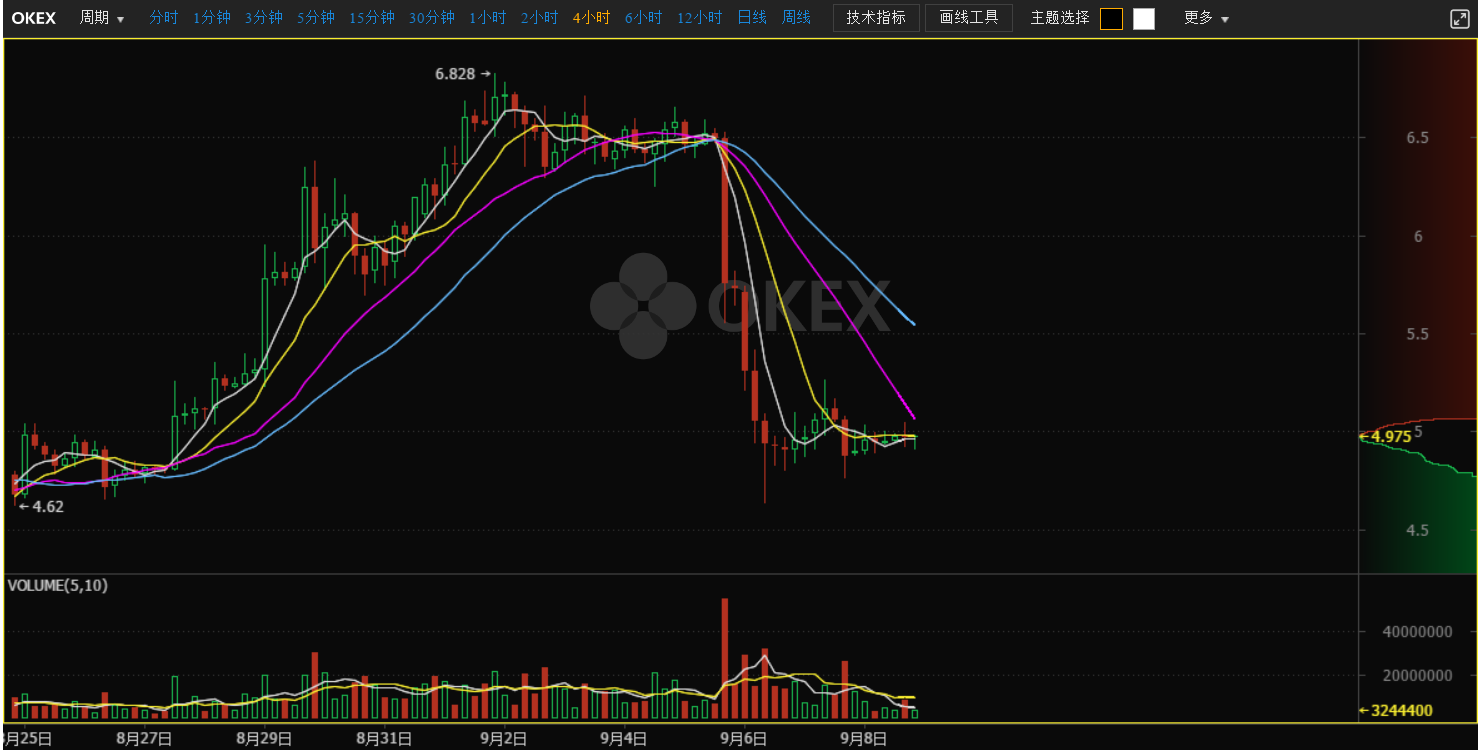 OKEX 周期 ▼ 分时 1分钟 3分钟 5分钟 15分钟 30分钟 1小时 2小时 4小时 6小时 12小时 日线 周线 技术指标 画线工具 主题选择 更多 ▼
6.828
6.5
6
OKEX
5.5
5
4.975
4.62
4.5
VOLUME(5,10)
40000000
20000000
3244400
月25日 8月27日 8月29日 8月31日 9月2日 9月4日 9月6日 9月8日